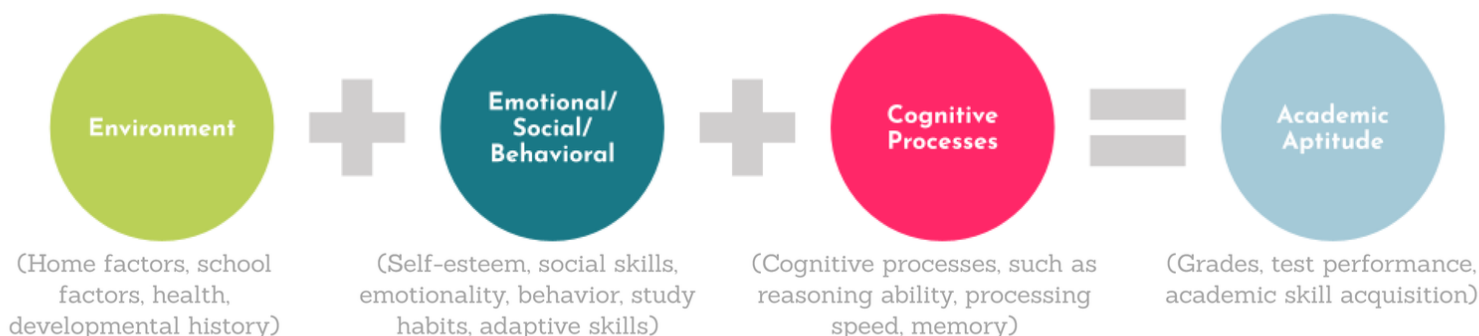 Environment
Emotional/
Social/
Behavioral
Cognitive
Processes
Academic
Aptitude
(Home factors, school
factors, health,
developmental history)
(Self-esteem, social skills,
emotionality, behavior, study
habits, adaptive skills)
(Cognitive processes, such as
reasoning ability, processing
speed, memory)
(Grades, test performance,
academic skill acquisition)